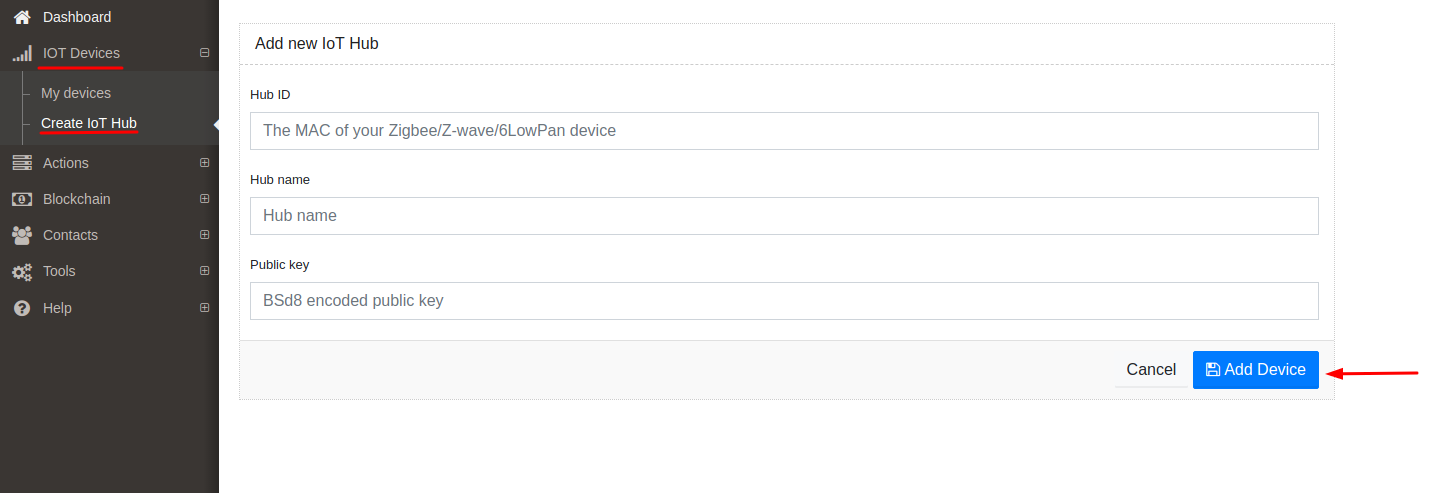 Dashboard
IOT Devices
My devices
Create IoT Hub
Actions
Blockchain
Contacts
Tools
Help
Add new IoT Hub
Hub ID
The MAC of your Zigbee/Z-wave/6LowPan device
Hub name
Hub name
Public key
BSd8 encoded public key
Cancel
Add Device